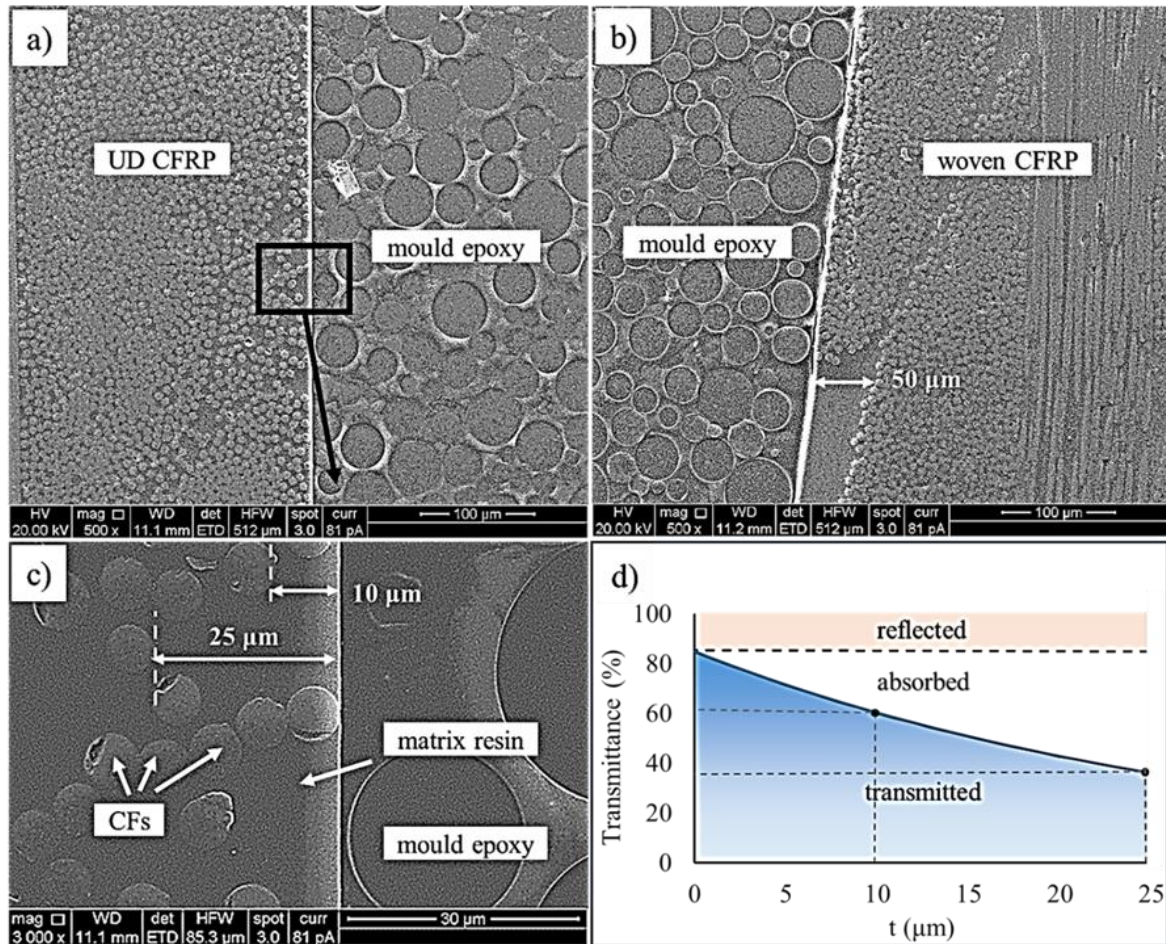 a)
UD CFRP
mould epoxy
HV mag □ WD det HFW spot curr
20.00 kV 500 x 11.1 mm ETD 512 µm 3.0 81 pA
100 µm
b)
woven CFRP
mould epoxy
50 µm
HV mag □ WD det HFW spot curr
20.00 kV 500 x 11.2 mm ETD 512 µm 3.0 81 pA
100 µm
c)
10 µm
25 µm
matrix resin
CFs
mould epoxy
mag □ WD det HFW spot curr
3 000 x 11.1 mm ETD 85.3 µm 3.0 81 pA
30 µm
d)
Transmittance (%)
100
80
60
40
20
0
reflected
absorbed
transmitted
0 5 10 15 20 25
t (µm)